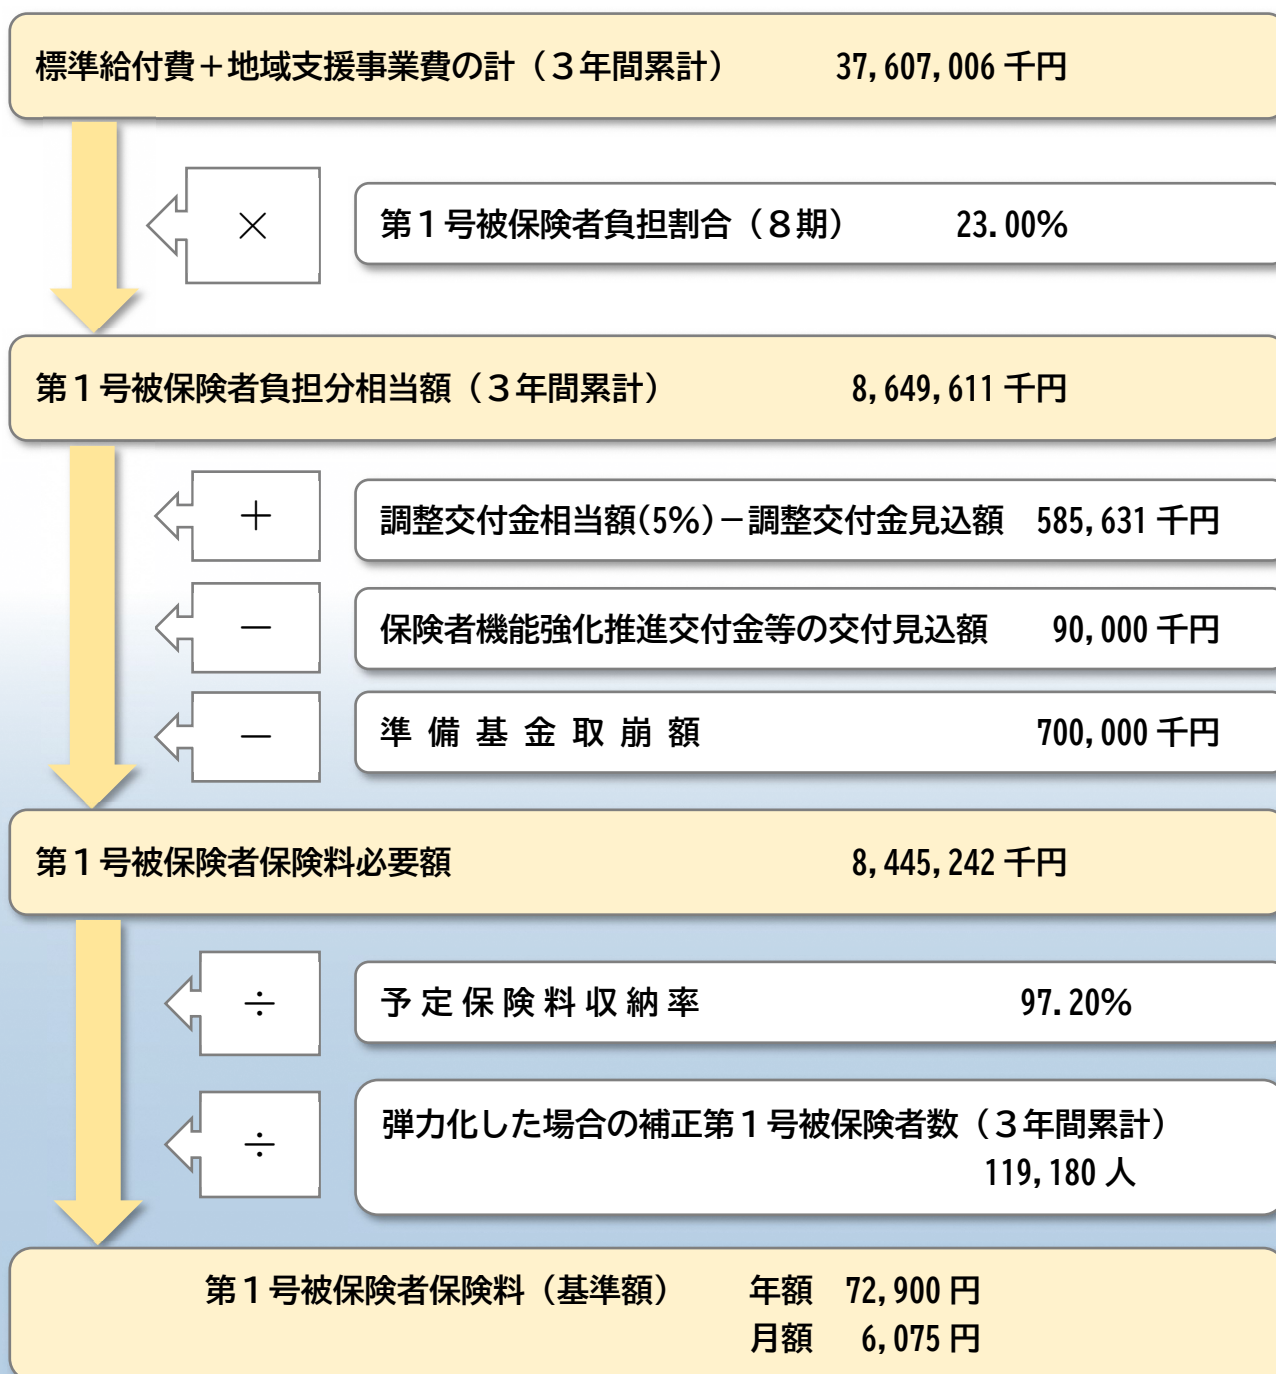 標準給付費＋地域支援事業費の計（３年間累計） 37,607,006 千円
× 第１号被保険者負担割合（８期） 23.00%
第１号被保険者負担分相当額（３年間累計） 8,649,611 千円
＋ 調整交付金相当額(5%)－調整交付金見込額 585,631 千円
－ 保険者機能強化推進交付金等の交付見込額 90,000 千円
－ 準備基金取崩額 700,000 千円
第１号被保険者保険料必要額 8,445,242 千円
÷ 予定保険料収納率 97.20%
÷ 弾力化した場合の補正第１号被保険者数（３年間累計）
119,180 人
第１号被保険者保険料（基準額） 年額 72,900 円
月額 6,075 円